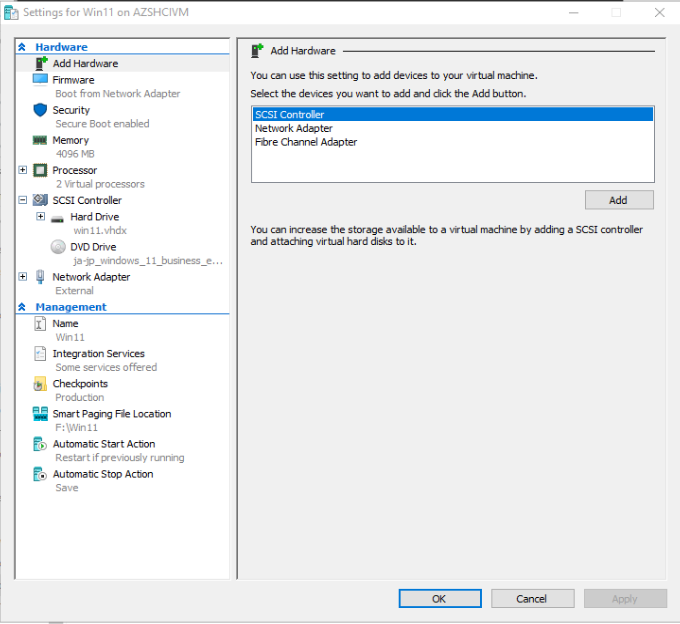 Settings for Win11 on AZSHCIVM
Hardware
Add Hardware
Firmware
Boot from Network Adapter
Security
Secure Boot enabled
Memory
4096 MB
Processor
2 Virtual processors
SCSI Controller
Hard Drive
win11.vhdx
DVD Drive
ja-jp_windows_11_business_e...
Network Adapter
External
Management
Name
Win11
Integration Services
Some services offered
Checkpoints
Production
Smart Paging File Location
F:\Win11
Automatic Start Action
Restart if previously running
Automatic Stop Action
Save
Add Hardware
You can use this setting to add devices to your virtual machine.
Select the devices you want to add and click the Add button.
SCSI Controller
Network Adapter
Fibre Channel Adapter
Add
You can increase the storage available to a virtual machine by adding a SCSI controller
and attaching virtual hard disks to it.
OK
Cancel
Apply